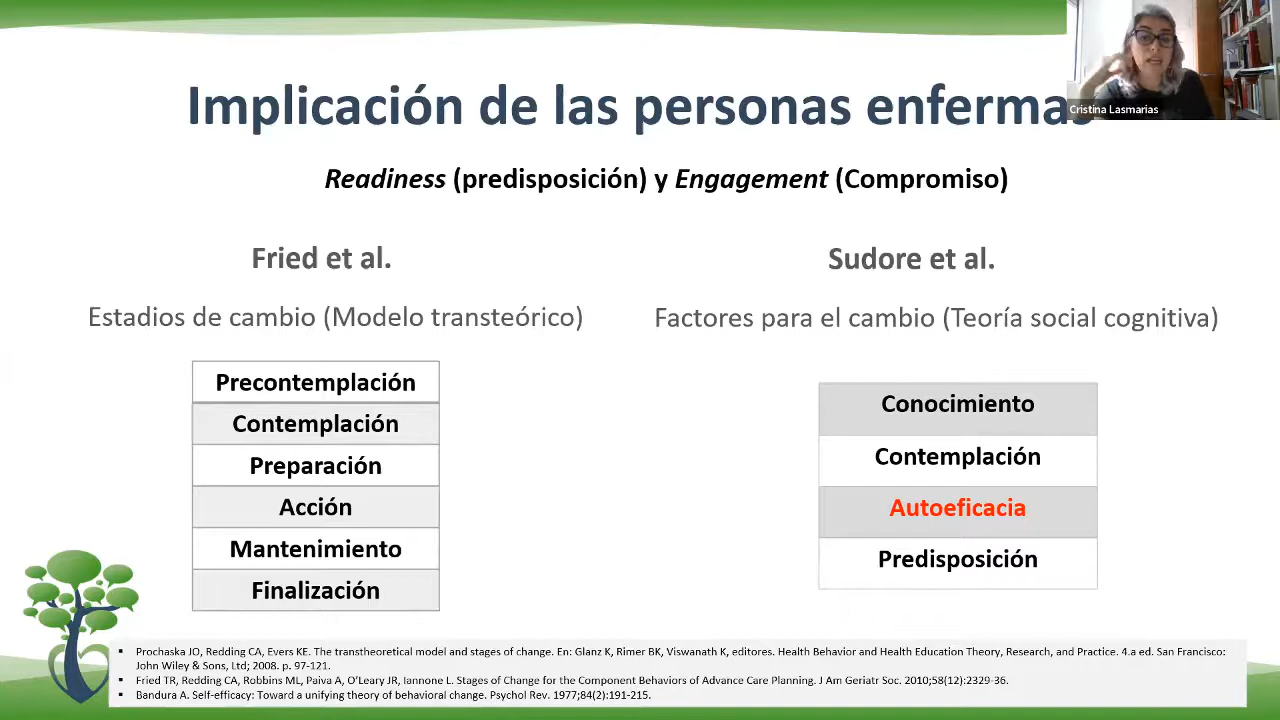 Implicación de las personas enfermas
Cristina Lasmarias
Readiness (predisposición) y Engagement (Compromiso)
Fried et al.
Estadios de cambio (Modelo transteórico)
Precontemplación
Contemplación
Preparación
Acción
Mantenimiento
Finalización
Sudore et al.
Factores para el cambio (Teoría social cognitiva)
Conocimiento
Contemplación
Autoeficacia
Predisposición
▪ Prochaska JO, Redding CA, Evers KE. The transtheoretical model and stages of change. En: Glanz K, Rimer BK, Viswanath K, editores. Health Behavior and Health Education Theory, Research, and Practice. 4.a ed. San Francisco:
John Wiley & Sons, Ltd; 2008. p. 97-121.
▪ Fried TR, Redding CA, Robbins ML, Paiva A, O'Leary JR, Iannone L. Stages of Change for the Component Behaviors of Advance Care Planning. J Am Geriatr Soc. 2010;58(12):2329-36.
▪ Bandura A. Self-efficacy: Toward a unifying theory of behavioral change. Psychol Rev. 1977;84(2):191-215.